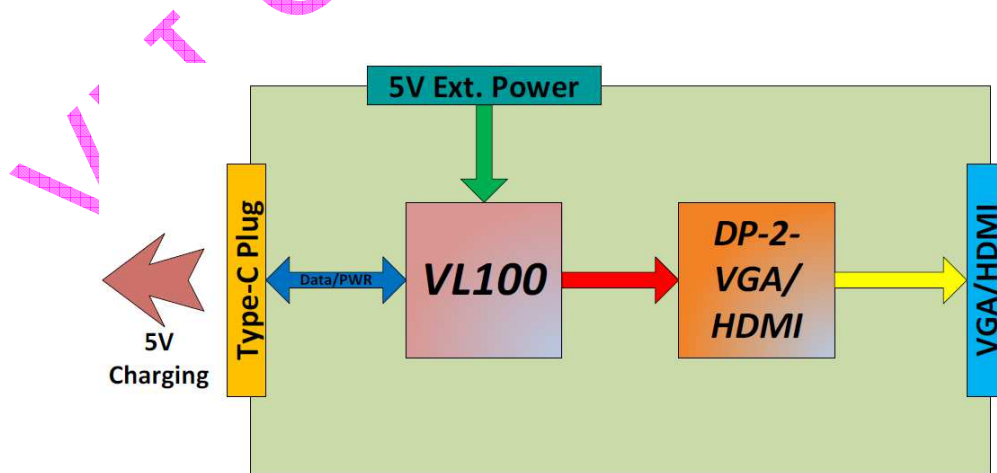 5V Ext. Power
Type-C Plug
Data/PWR
VL100
DP-2-
VGA/
HDMI
VGA/HDMI
5V
Charging